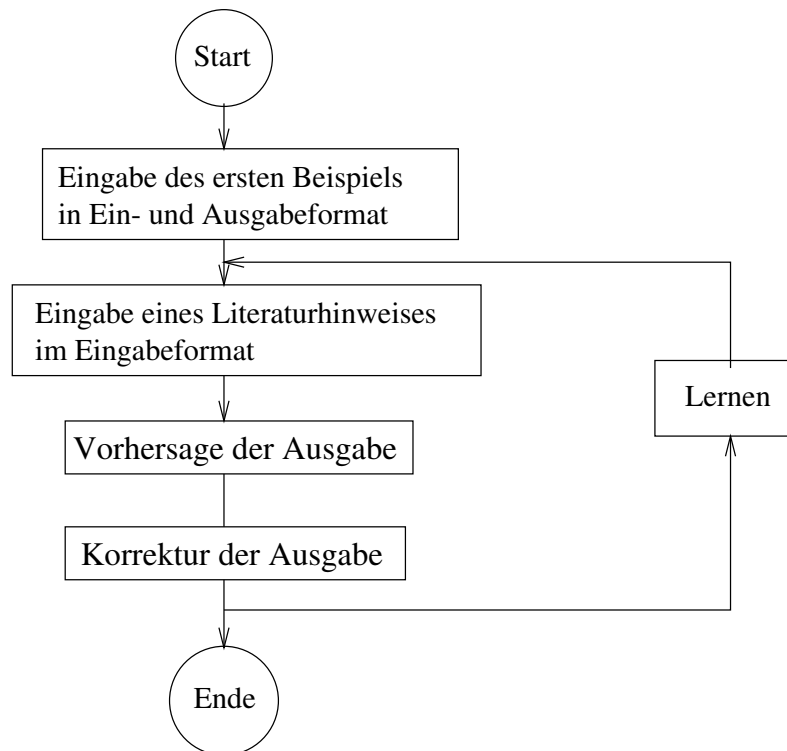 Start
Eingabe des ersten Beispiels
in Ein- und Ausgabeformat
Eingabe eines Literaturhinweises
im Eingabeformat
Lernen
Vorhersage der Ausgabe
Korrektur der Ausgabe
Ende